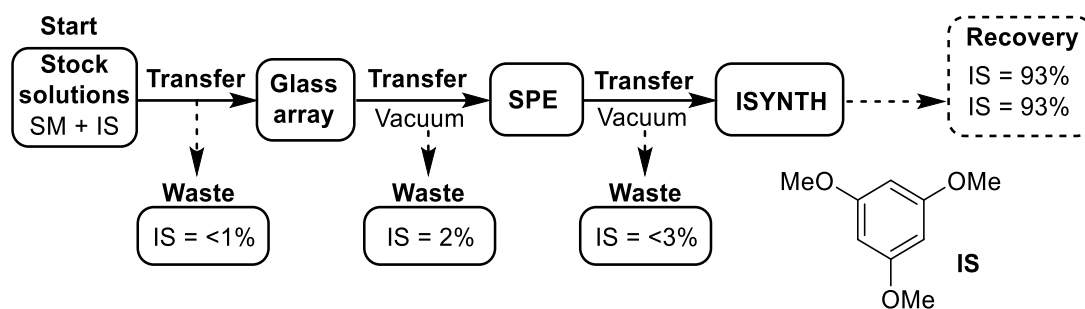 Start
Stock
solutions
SM + IS
Transfer
Glass
array
Transfer
Vacuum
SPE
Transfer
Vacuum
ISYNTH
Recovery
IS = 93%
IS = 93%
Waste
IS = <1%
Waste
IS = 2%
Waste
IS = <3%
MeO
OMe
OMe
IS